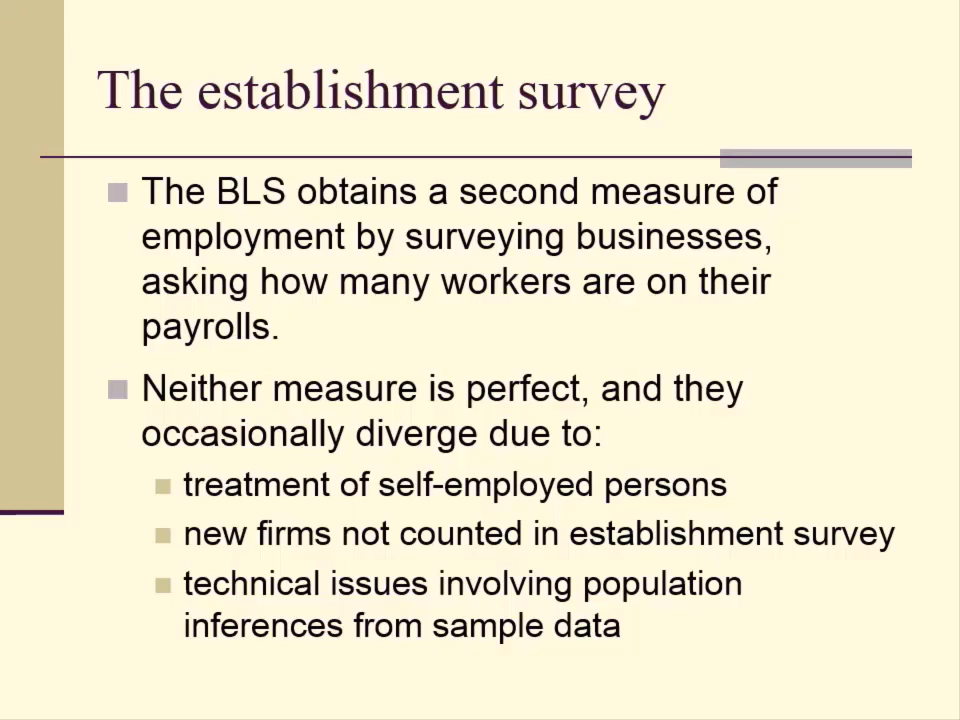 The establishment survey
The BLS obtains a second measure of
employment by surveying businesses,
asking how many workers are on their
payrolls.
Neither measure is perfect, and they
occasionally diverge due to:
treatment of self-employed persons
new firms not counted in establishment survey
technical issues involving population
inferences from sample data